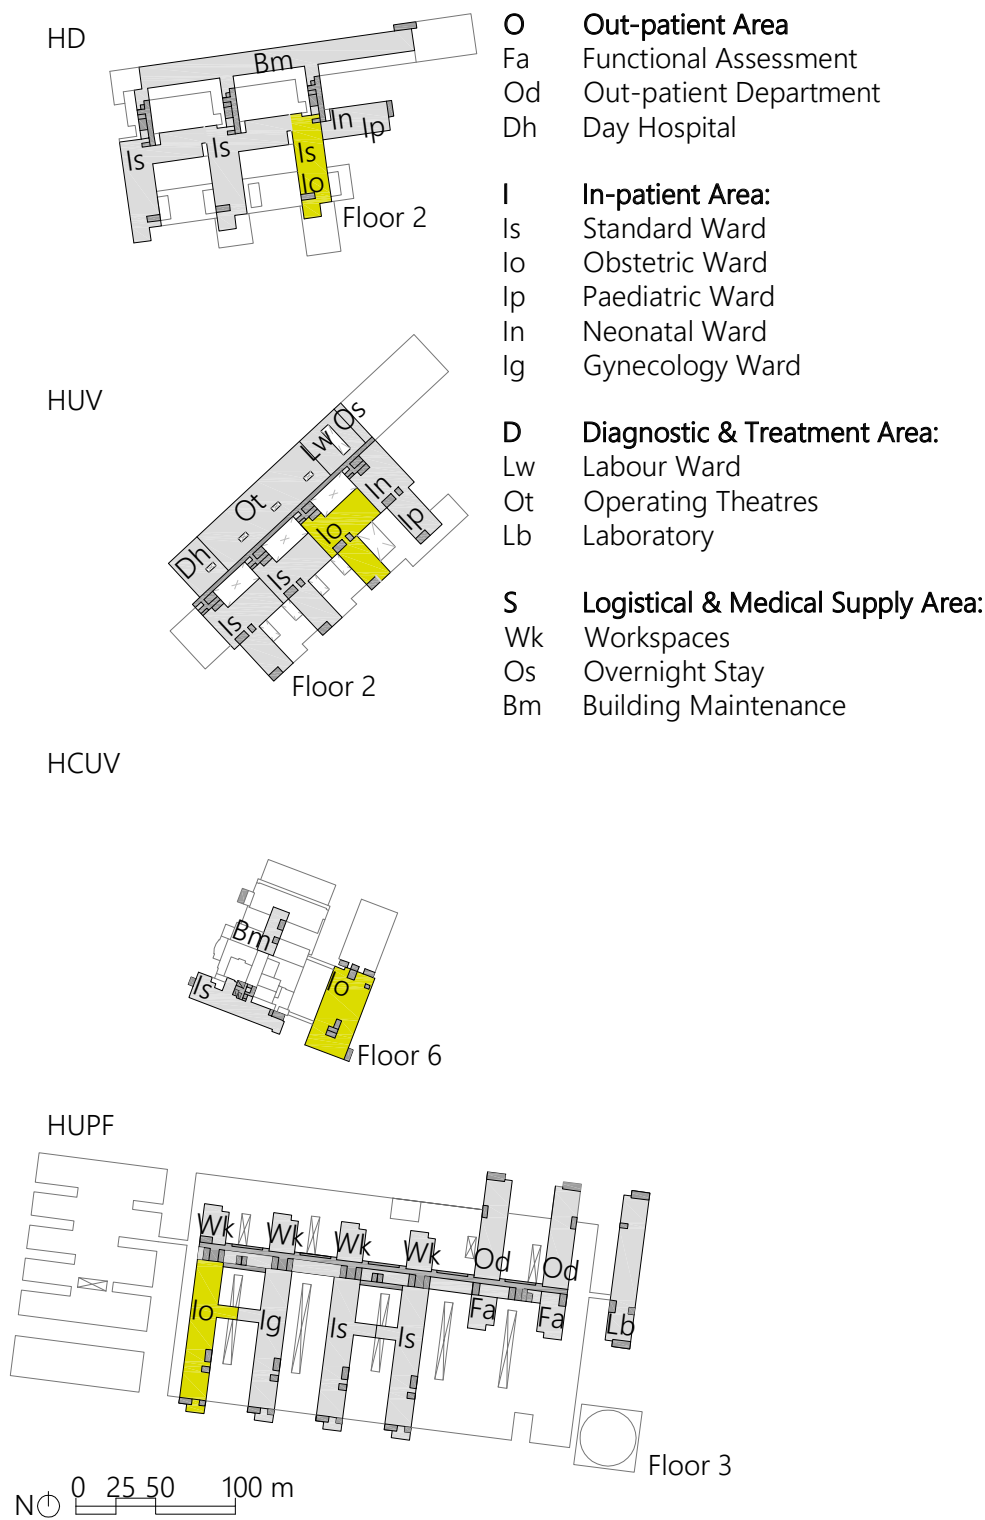 HD
Bm
In
Ip
Is
Is
Is
Io
Floor 2
O Out-patient Area
Fa Functional Assessment
Od Out-patient Department
Dh Day Hospital
I In-patient Area:
Is Standard Ward
Io Obstetric Ward
Ip Paediatric Ward
In Neonatal Ward
Ig Gynecology Ward
HUV
Os
Lw
Ot
In
Ip
Io
Dh
Is
Is
Floor 2
D Diagnostic & Treatment Area:
Lw Labour Ward
Ot Operating Theatres
Lb Laboratory
S Logistical & Medical Supply Area:
Wk Workspaces
Os Overnight Stay
Bm Building Maintenance
HCUV
Bm
Is
Io
Floor 6
HUPF
Wk
Wk
Wk
Wk
Od
Od
Io
Ig
Is
Is
Fa
Fa
Lb
Floor 3
N 0 25 50 100 m